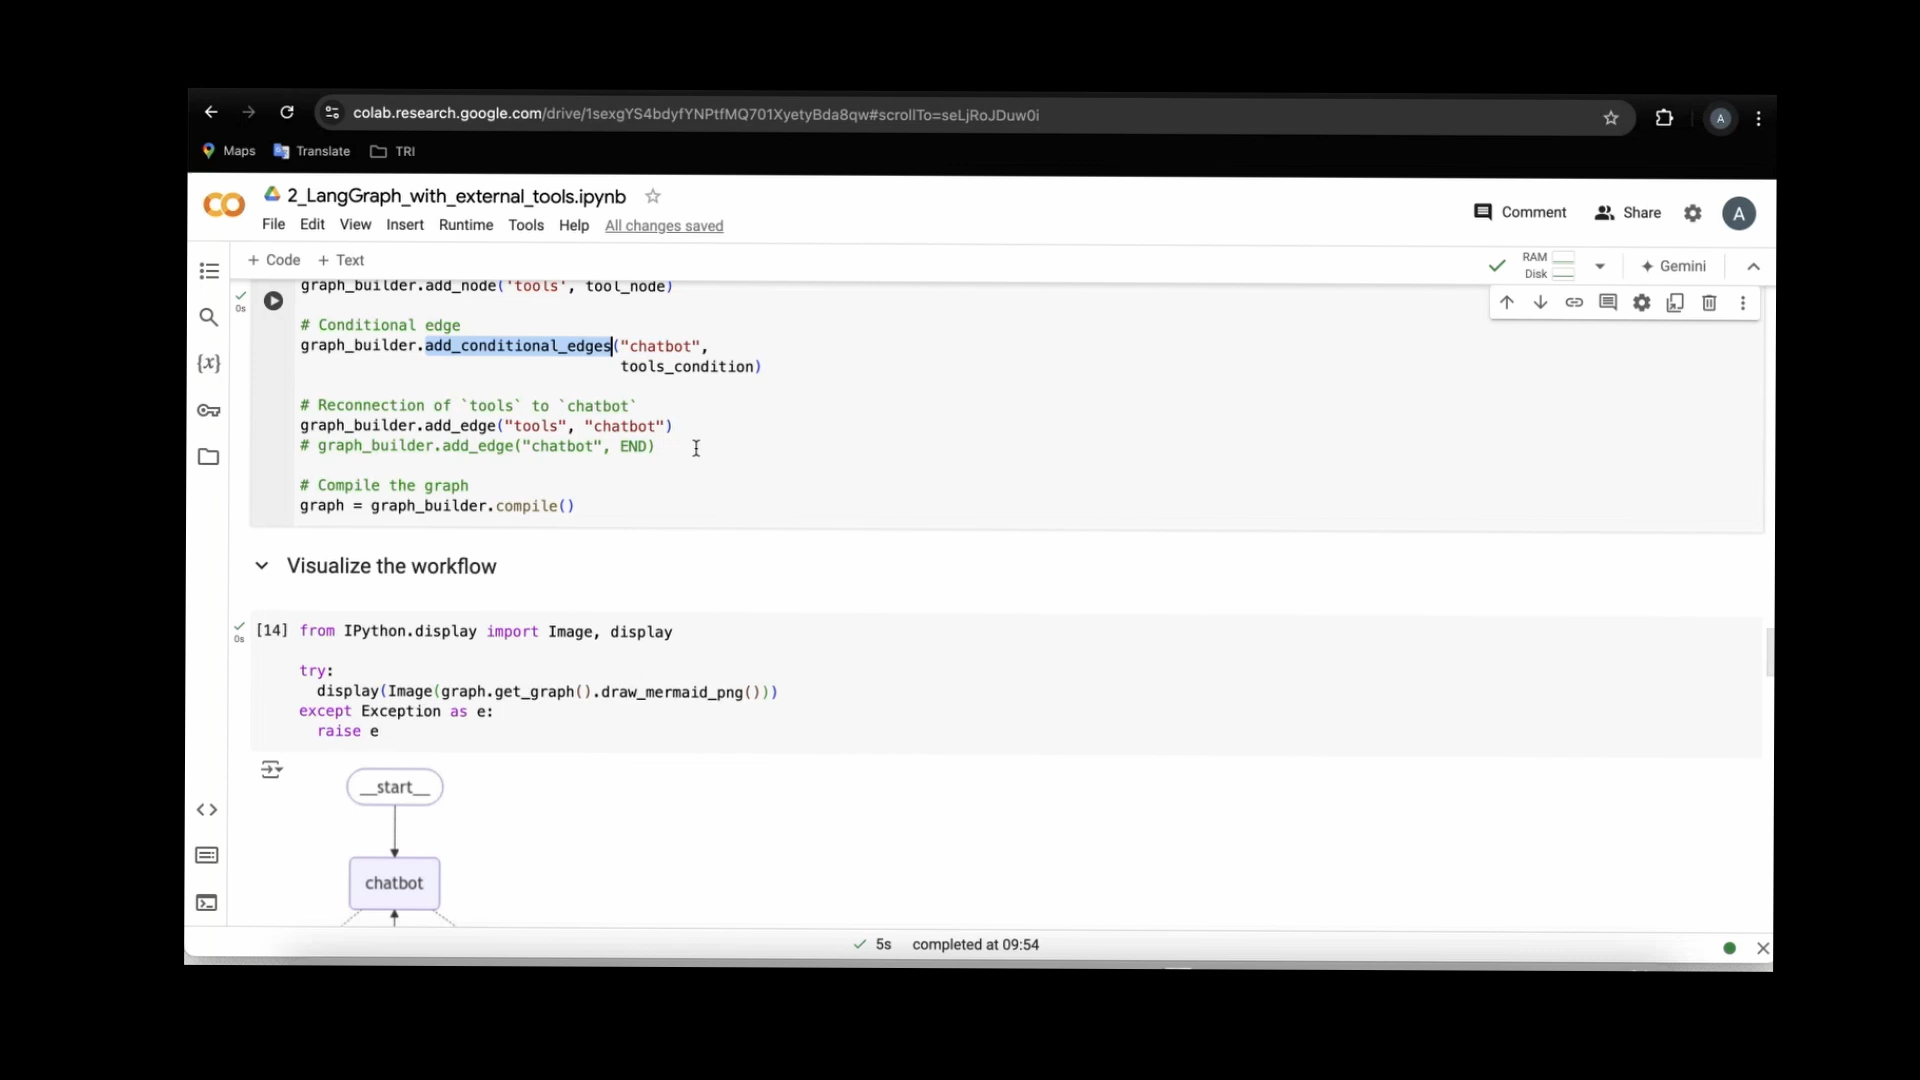 colab.research.google.com/drive/1sexgYS4bdyfYNPtfMQ701XyetyBda8qw#scrollTo=seLjRoJDuw0i
A
Maps Translate TRI
2_LangGraph_with_external_tools.ipynb
File Edit View Insert Runtime Tools Help All changes saved
Comment Share A
+ Code + Text
RAM
Disk
Gemini
graph_builder.add_node('tools', tool_node)
0s
# Conditional edge
graph_builder.add_conditional_edges("chatbot",
tools_condition)
# Reconnection of `tools` to `chatbot`
graph_builder.add_edge("tools", "chatbot")
# graph_builder.add_edge("chatbot", END)
# Compile the graph
graph = graph_builder.compile()
Visualize the workflow
0s
[14] from IPython.display import Image, display
try:
display(Image(graph.get_graph().draw_mermaid_png()))
except Exception as e:
raise e
__start__
chatbot
5s completed at 09:54